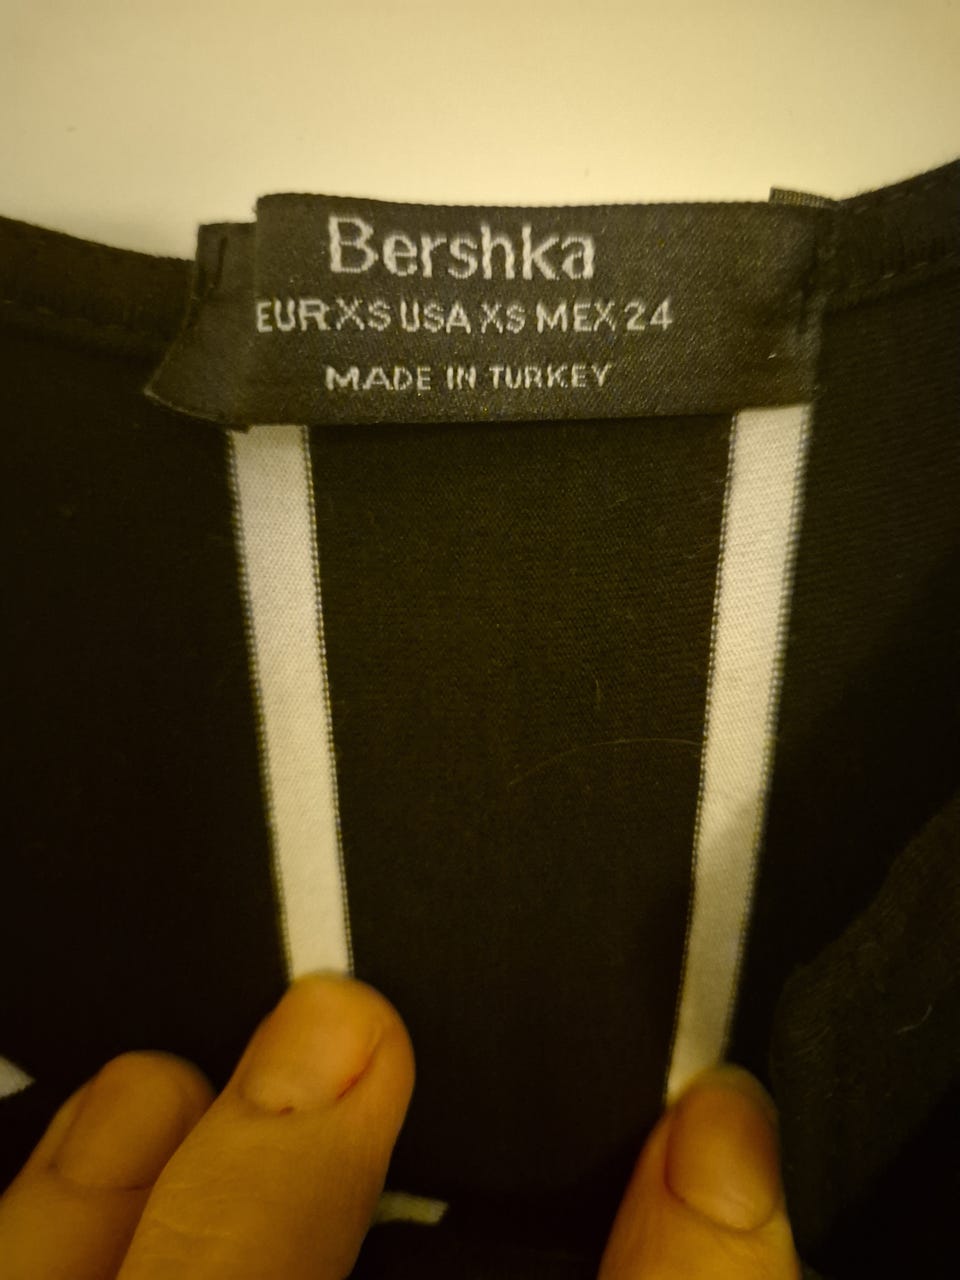 Bershka
EUR XS USA XS MEX 24
MADE IN TURKEY